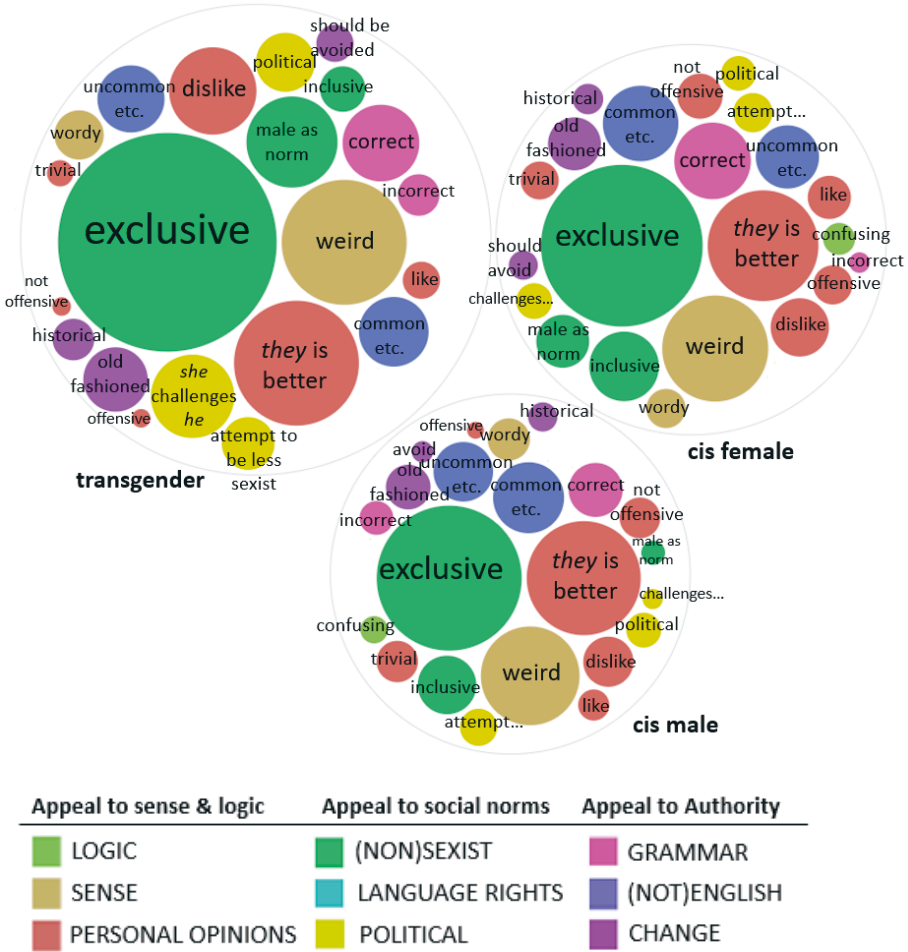 should be
avoided
political
uncommon
etc.
dislike
inclusive
wordy
male as
norm
correct
trivial
incorrect
exclusive
weird
not
offensive
like
historical
common
etc.
they is
better
old
fashioned
she
challenges
he
offensive
attempt to
be less
sexist
transgender
not
offensive
political
historical
common
etc.
attempt...
old
fashioned
correct
uncommon
etc.
trivial
like
exclusive
they is
better
confusing
should
avoid
incorrect
offensive
challenges...
male as
norm
weird
dislike
inclusive
wordy
cis female
historical
offensive
wordy
avoid
uncommon
etc.
old
fashioned
common
etc.
correct
not
offensive
incorrect
male as
norm
exclusive
they is
better
challenges...
confusing
political
trivial
weird
dislike
inclusive
like
attempt...
cis male
Appeal to sense & logic
Appeal to social norms
Appeal to Authority
LOGIC
(NON)SEXIST
GRAMMAR
SENSE
LANGUAGE RIGHTS
(NOT)ENGLISH
PERSONAL OPINIONS
POLITICAL
CHANGE